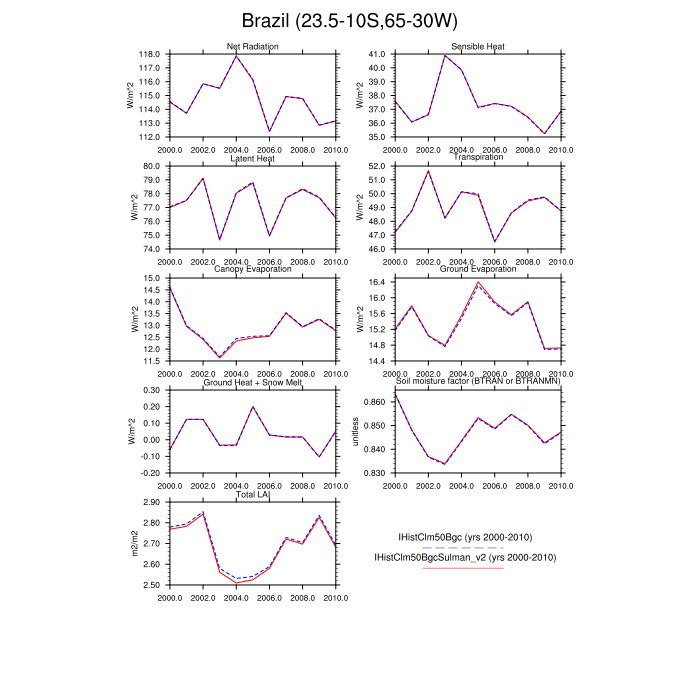 Brazil (23.5-10S,65-30W)
Net Radiation
118.0
117.0
116.0
115.0
114.0
113.0
112.0
W/m^2
2000.0 2002.0 2004.0 2006.0 2008.0 2010.0
Sensible Heat
41.0
40.0
39.0
38.0
37.0
36.0
35.0
W/m^2
2000.0 2002.0 2004.0 2006.0 2008.0 2010.0
Latent Heat
80.0
79.0
78.0
77.0
76.0
75.0
74.0
W/m^2
2000.0 2002.0 2004.0 2006.0 2008.0 2010.0
Transpiration
52.0
51.0
50.0
49.0
48.0
47.0
46.0
W/m^2
2000.0 2002.0 2004.0 2006.0 2008.0 2010.0
Canopy Evaporation
15.0
14.5
14.0
13.5
13.0
12.5
12.0
11.5
W/m^2
2000.0 2002.0 2004.0 2006.0 2008.0 2010.0
Ground Evaporation
16.4
16.0
15.6
15.2
14.8
14.4
W/m^2
2000.0 2002.0 2004.0 2006.0 2008.0 2010.0
Ground Heat + Snow Melt
0.30
0.20
0.10
0.00
-0.10
-0.20
W/m^2
2000.0 2002.0 2004.0 2006.0 2008.0 2010.0
Soil moisture factor (BTRAN or BTRANMN)
0.860
0.850
0.840
0.830
unitless
2000.0 2002.0 2004.0 2006.0 2008.0 2010.0
Total LAI
2.90
2.80
2.70
2.60
2.50
m2/m2
2000.0 2002.0 2004.0 2006.0 2008.0 2010.0
IHistClm50Bgc (yrs 2000-2010)
IHistClm50BgcSulman_v2 (yrs 2000-2010)